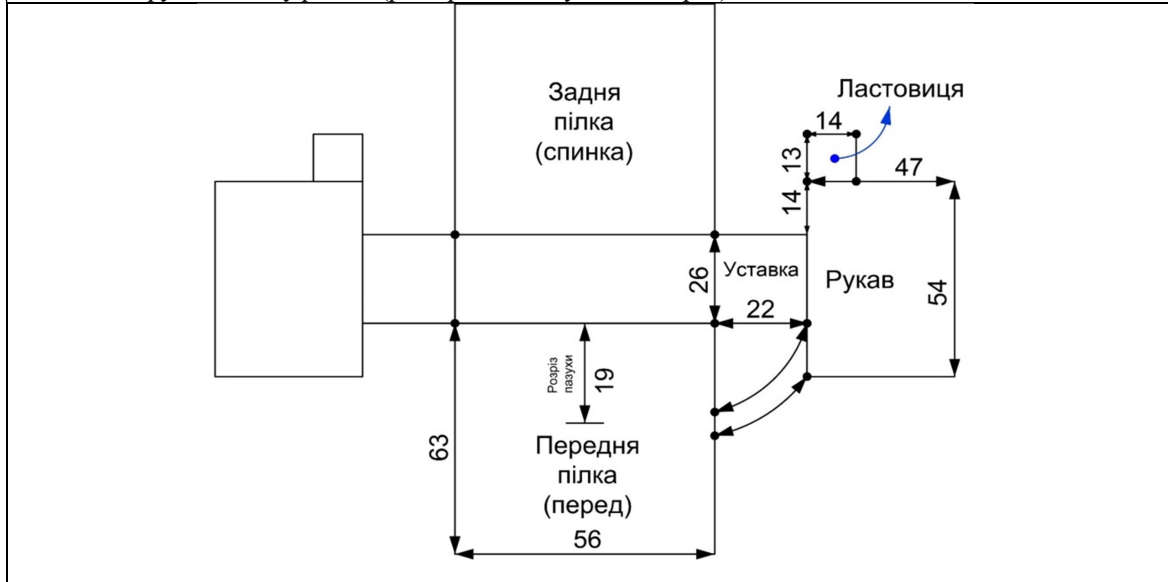 Задня
пілка
(спинка)
Ластовиця
14
13
47
14
Уставка
26
Рукав
54
22
Розріз
пазухи
19
63
Передня
пілка
(перед)
56